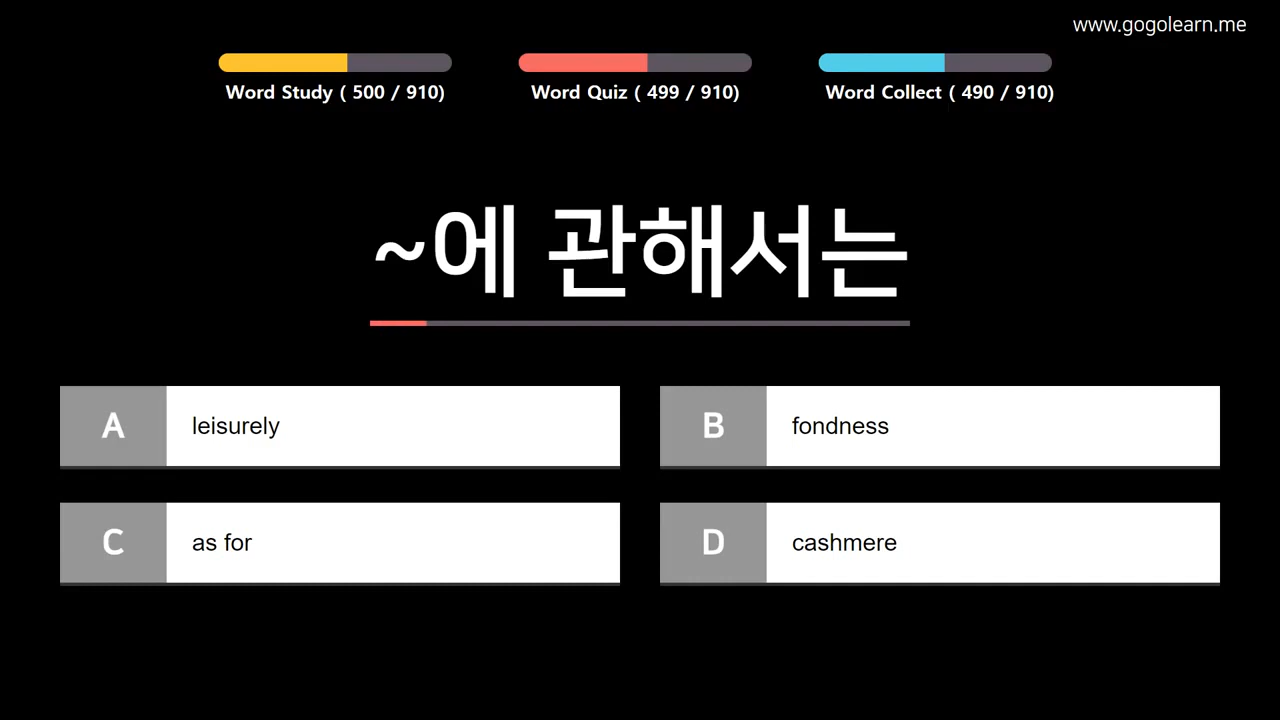 www.gogolearn.me
Word Study ( 500 / 910)
Word Quiz ( 499 / 910)
Word Collect ( 490 / 910)
~에 관해서는
A leisurely
B fondness
C as for
D cashmere